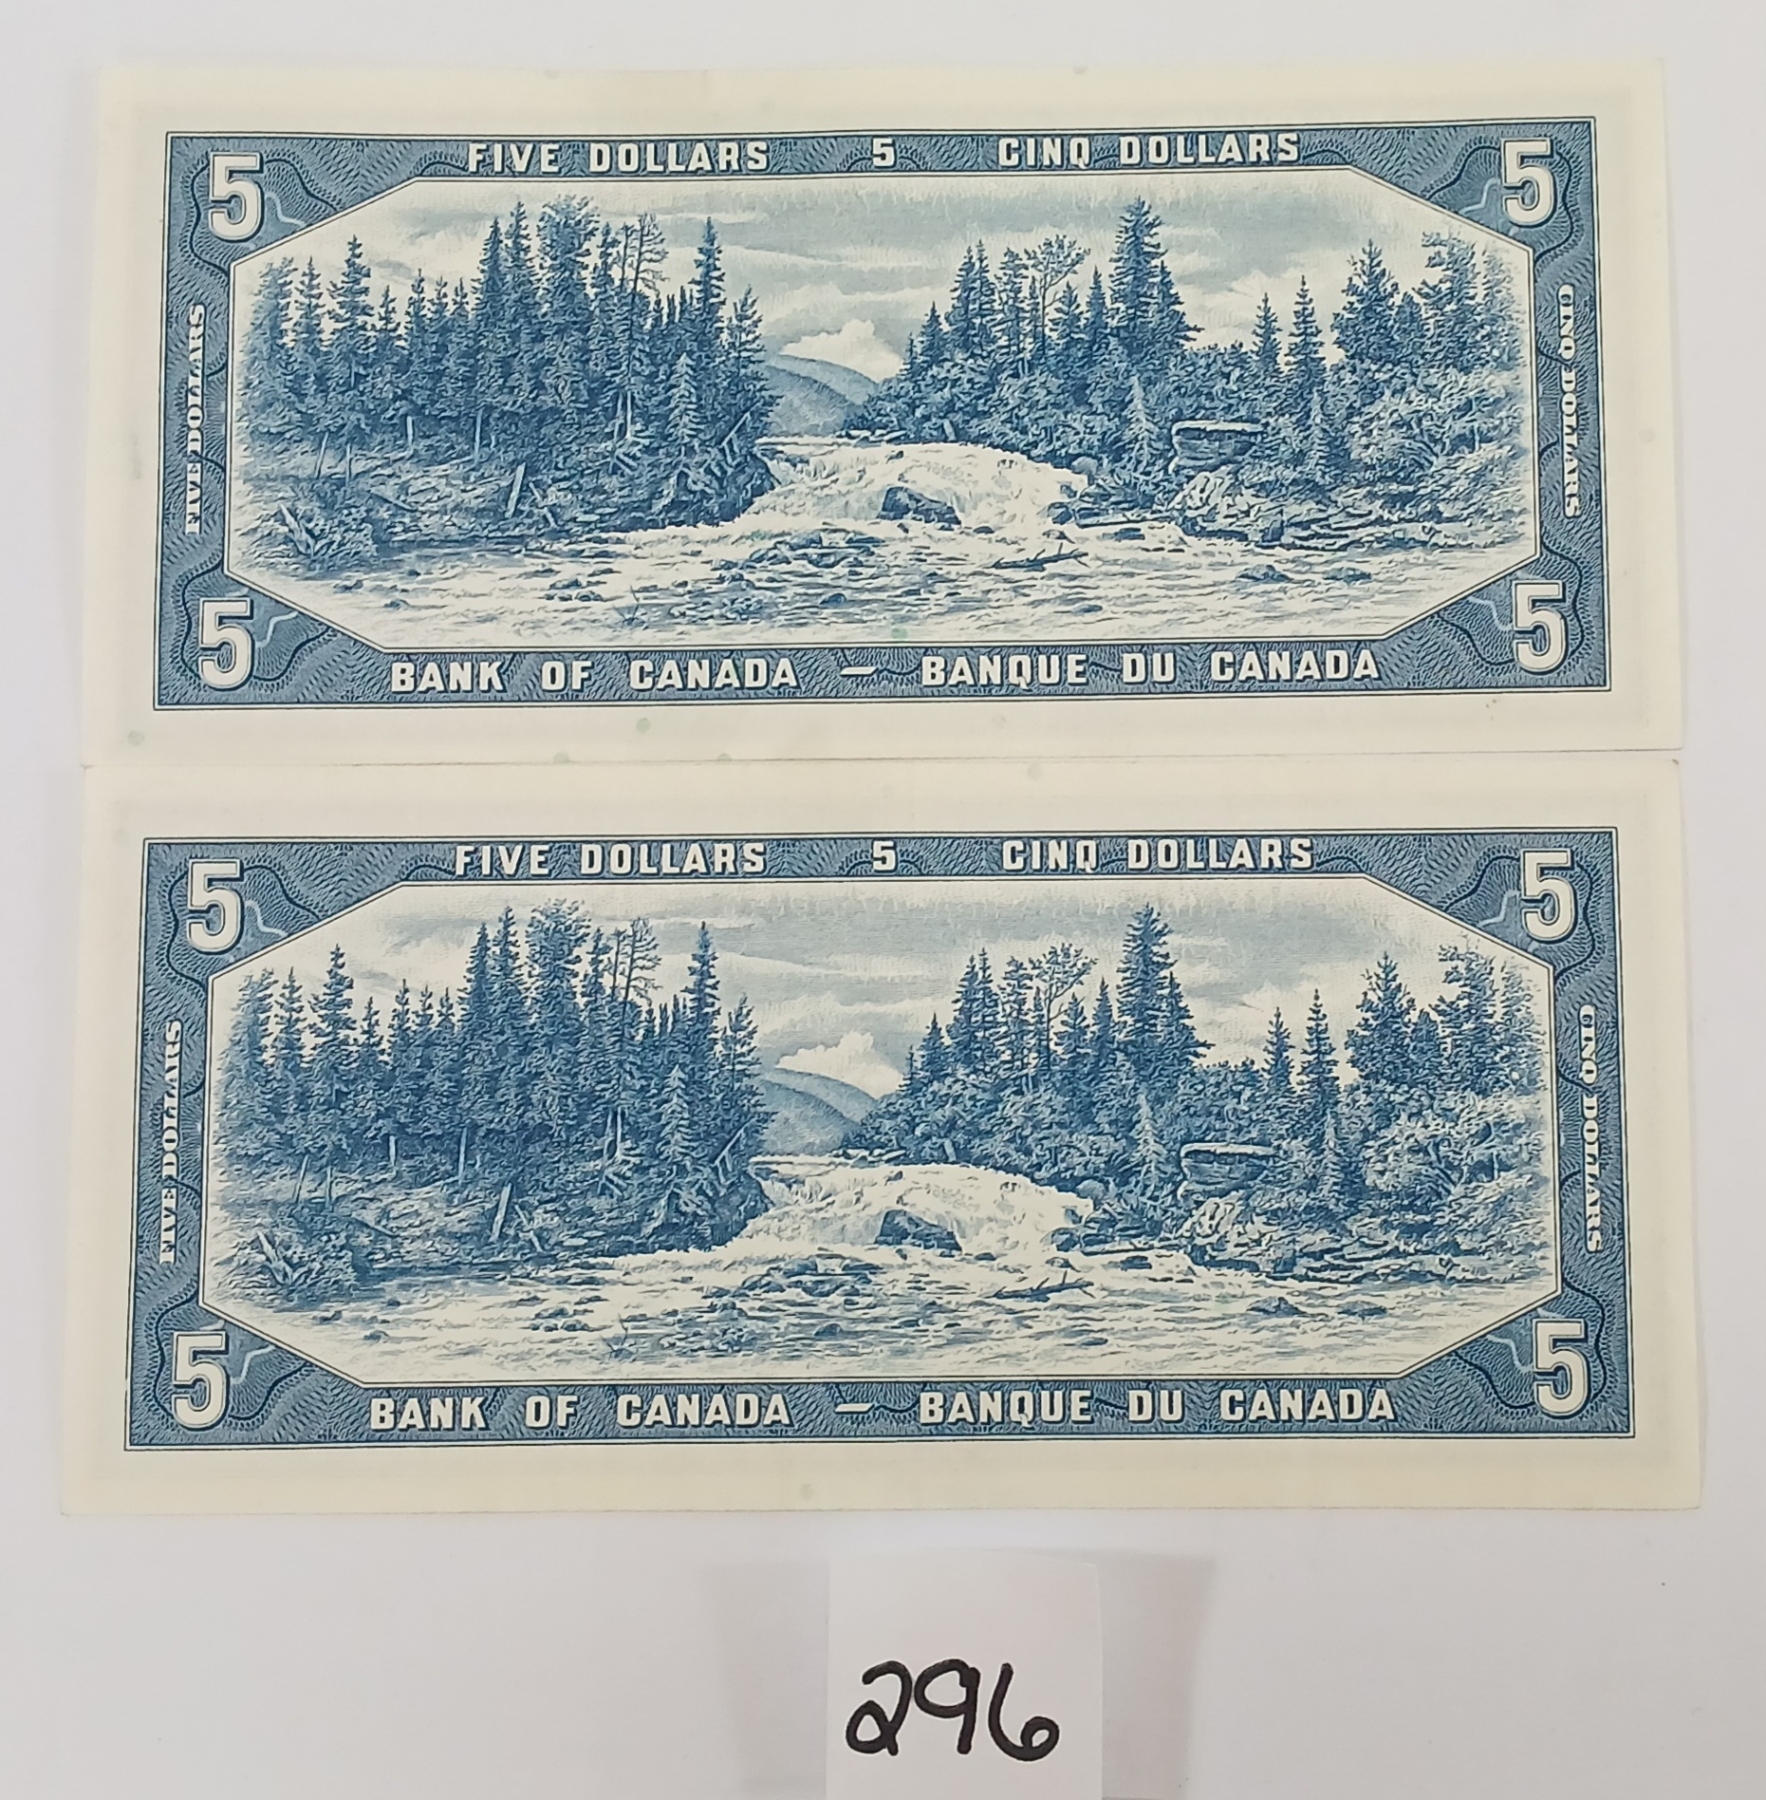 FIVE DOLLARS 5 CINQ DOLLARS
5 5
FIVE DOLLARS
CINQ DOLLARS
5 5
BANK OF CANADA — BANQUE DU CANADA
FIVE DOLLARS 5 CINQ DOLLARS
5 5
FIVE DOLLARS
CINQ DOLLARS
5 5
BANK OF CANADA — BANQUE DU CANADA
296